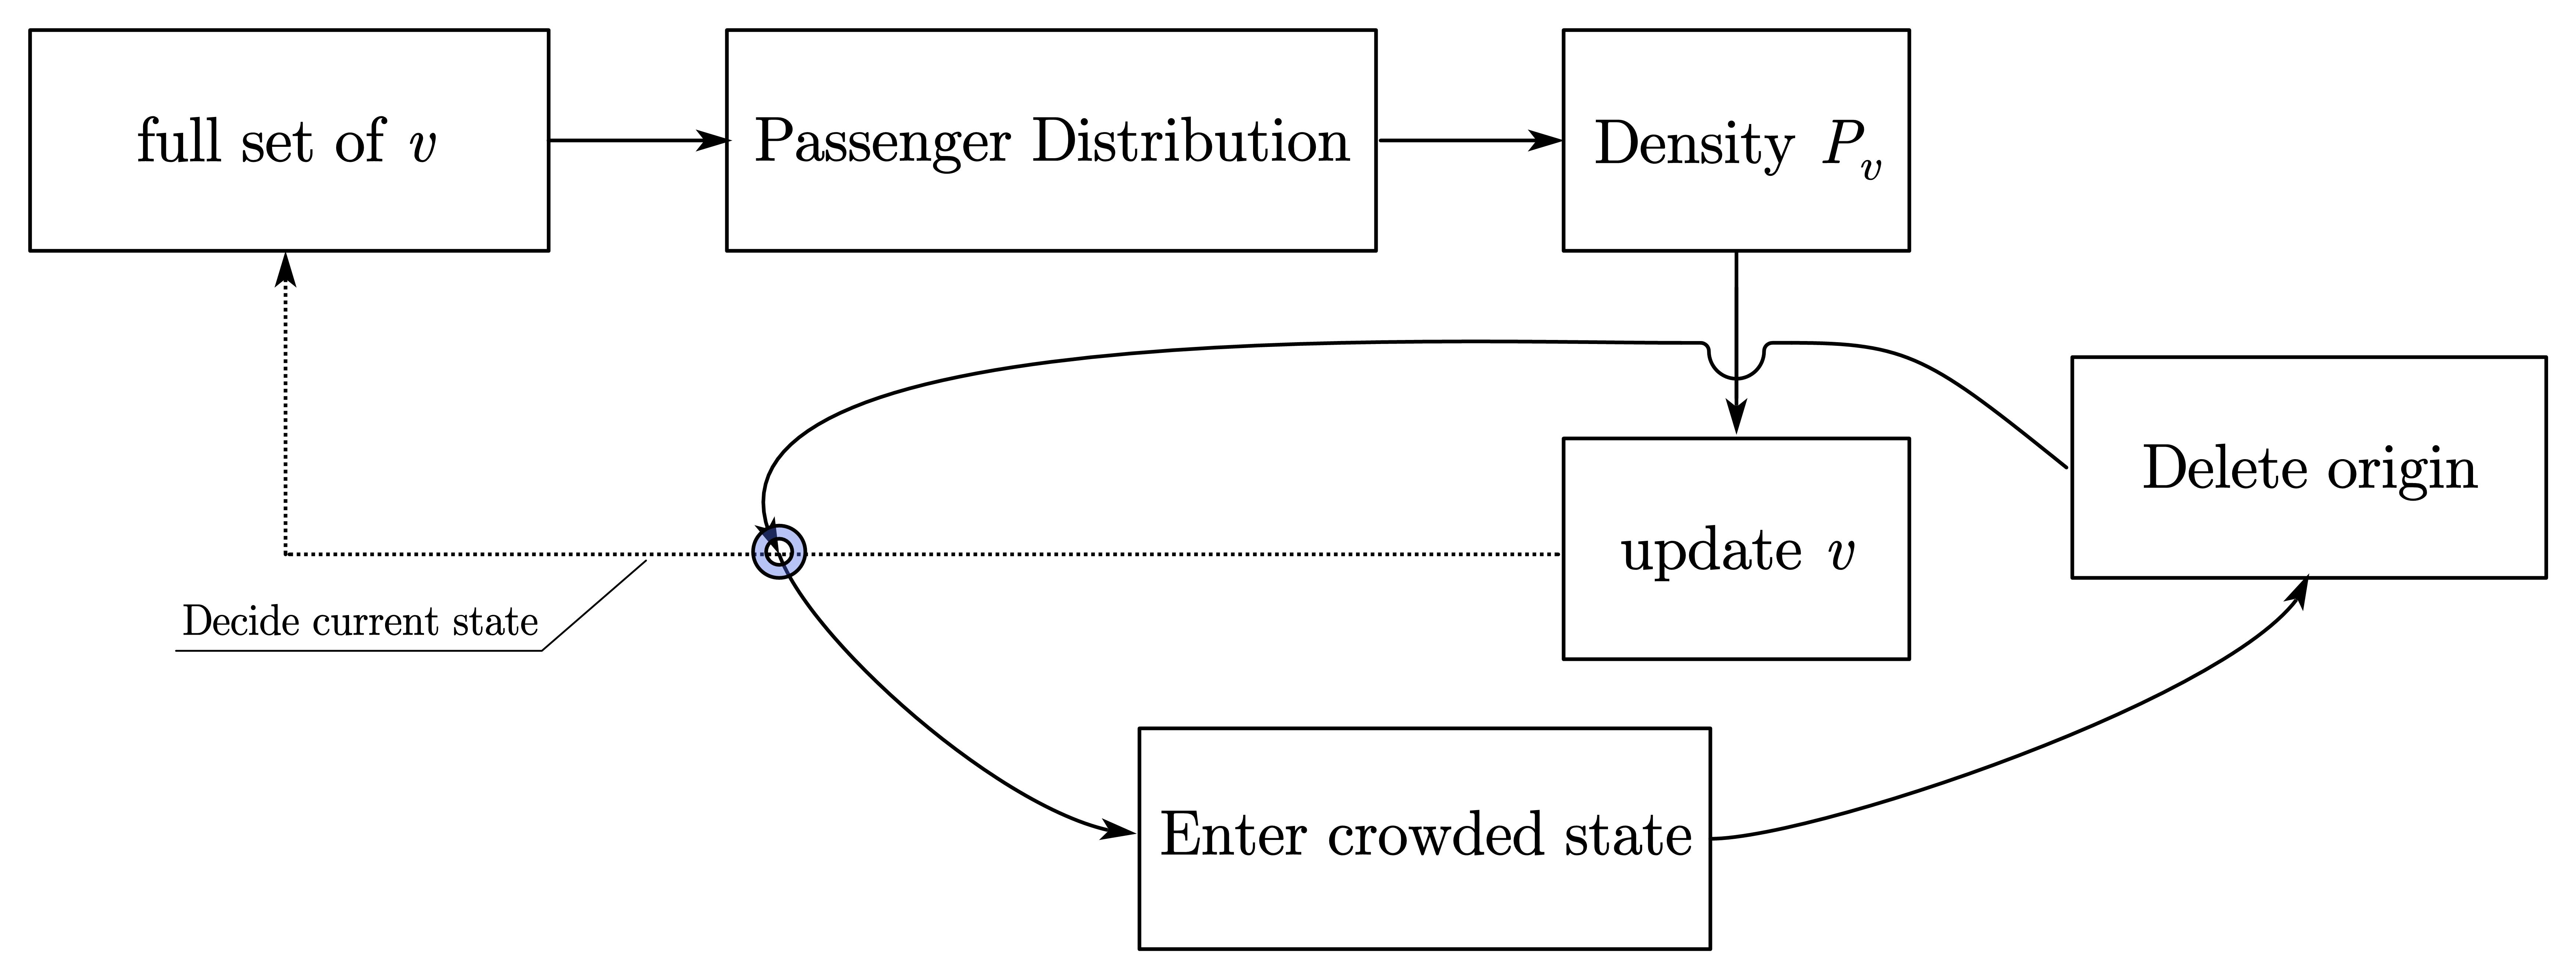 full set of v
Passenger Distribution
Density P_v
Delete origin
update v
Decide current state
Enter crowded state